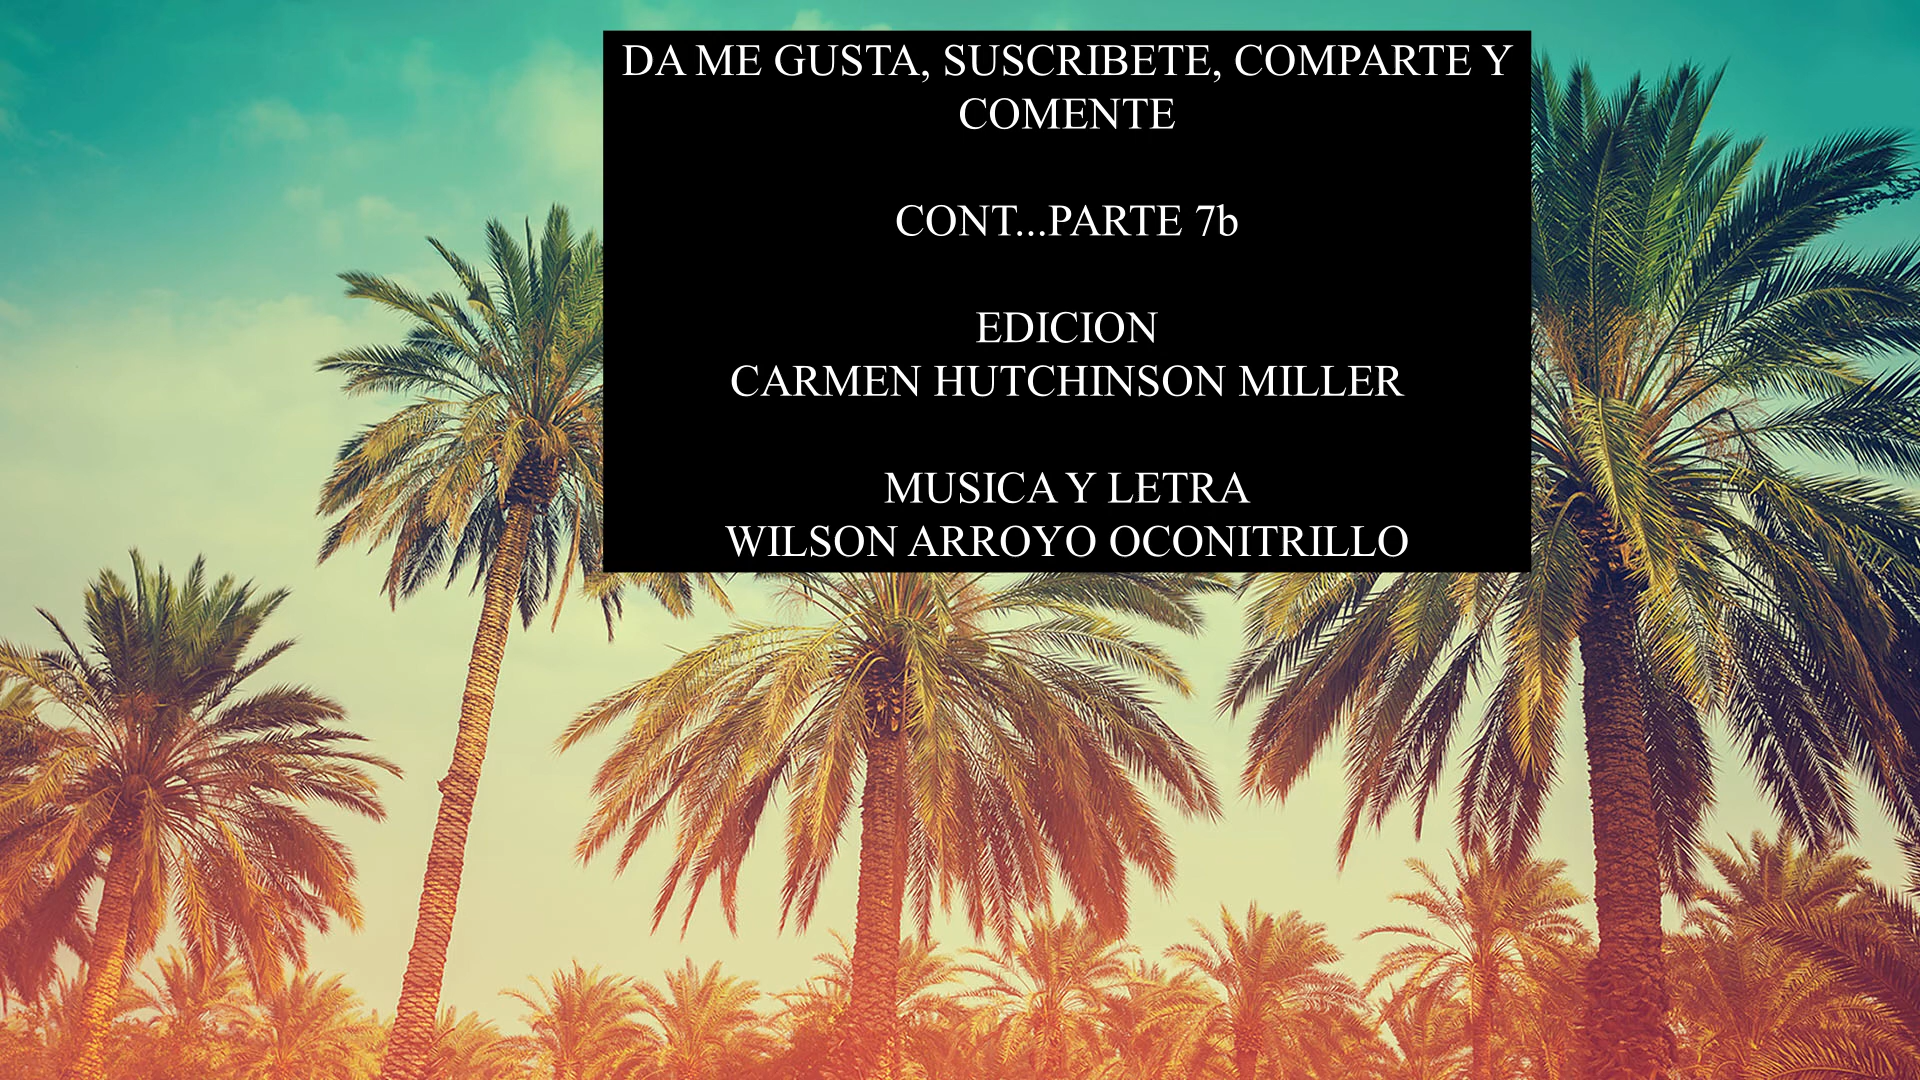 DA ME GUSTA, SUSCRIBETE, COMPARTE Y
COMENTE
CONT...PARTE 7b
EDICION
CARMEN HUTCHINSON MILLER
MUSICA Y LETRA
WILSON ARROYO OCONITRILLO